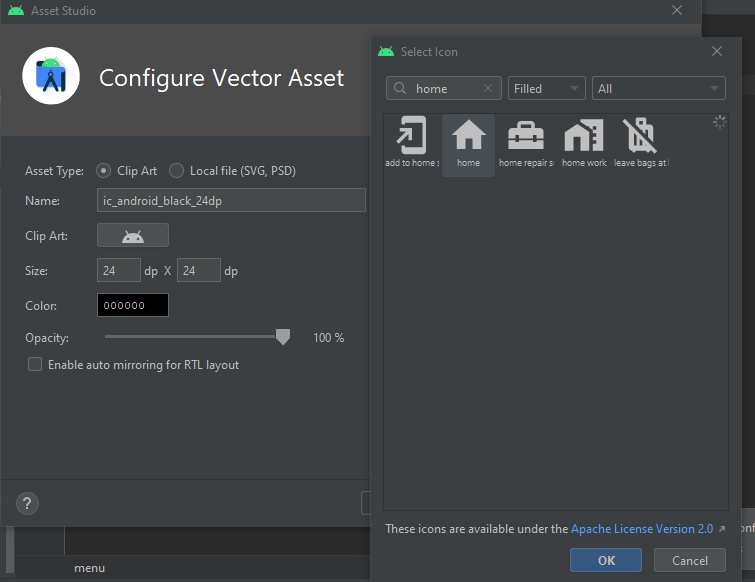 Asset Studio
Configure Vector Asset
Asset Type:
Clip Art
Local file (SVG, PSD)
Name:
ic_android_black_24dp
Clip Art:
Size:
24 dp X 24 dp
Color:
000000
Opacity:
100 %
Enable auto mirroring for RTL layout
?
menu
Select Icon
home
Filled
All
add to home s
home
home repair s
home work
leave bags at
These icons are available under the Apache License Version 2.0
OK
Cancel